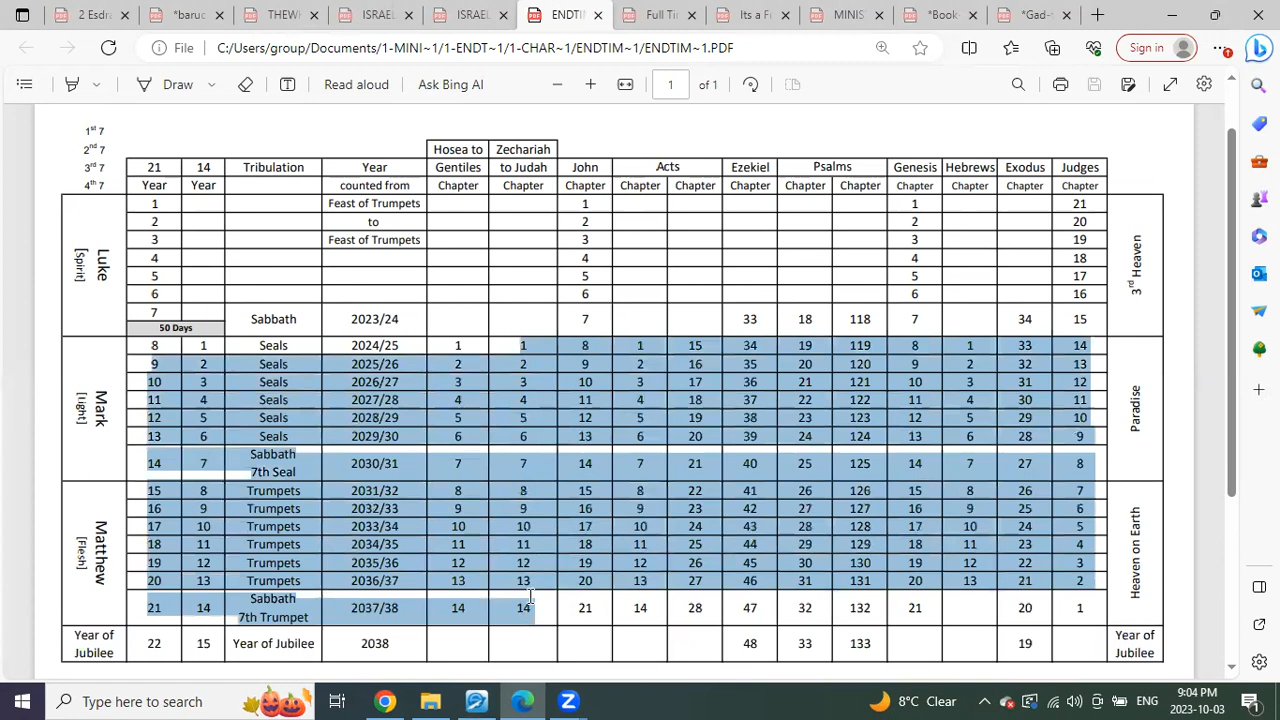 2 Esdra
*baruc
THEWI
ISRAEL
ISRAEL
ENDTIN
Full Tim
Its a Fr
MINIS
*Book-
*Gad-t
File C:/Users/group/Documents/1-MINI~1/1-ENDT~1/1-CHAR~1/ENDTIM~1/ENDTIM~1.PDF Sign in
Draw Read aloud Ask Bing AI 1 of 1
1st 7
2nd 7 Hosea to Zechariah
3rd 7 21 14 Tribulation Year Gentiles to Judah John Acts Ezekiel Psalms Genesis Hebrews Exodus Judges
4th 7 Year Year counted from Chapter Chapter Chapter Chapter Chapter Chapter Chapter Chapter Chapter Chapter Chapter Chapter
1 Feast of Trumpets 1 1 21
2 to 2 2 20
3 Feast of Trumpets 3 3 19
Luke
[Spirit]
4 4 4 18
5 5 5 17
6 6 6 16
3rd Heaven
7 Sabbath 2023/24 7 33 18 118 7 34 15
50 Days
8 1 Seals 2024/25 1 1 8 1 15 34 19 119 8 1 33 14
9 2 Seals 2025/26 2 2 9 2 16 35 20 120 9 2 32 13
10 3 Seals 2026/27 3 3 10 3 17 36 21 121 10 3 31 12
Mark
[Light]
11 4 Seals 2027/28 4 4 11 4 18 37 22 122 11 4 30 11
Paradise
12 5 Seals 2028/29 5 5 12 5 19 38 23 123 12 5 29 10
13 6 Seals 2029/30 6 6 13 6 20 39 24 124 13 6 28 9
Sabbath
14 7 7th Seal 2030/31 7 7 14 7 21 40 25 125 14 7 27 8
15 8 Trumpets 2031/32 8 8 15 8 22 41 26 126 15 8 26 7
16 9 Trumpets 2032/33 9 9 16 9 23 42 27 127 16 9 25 6
17 10 Trumpets 2033/34 10 10 17 10 24 43 28 128 17 10 24 5
Matthew
[Flesh]
18 11 Trumpets 2034/35 11 11 18 11 25 44 29 129 18 11 23 4
Heaven on Earth
19 12 Trumpets 2035/36 12 12 19 12 26 45 30 130 19 12 22 3
20 13 Trumpets 2036/37 13 13 20 13 27 46 31 131 20 13 21 2
Sabbath
21 14 7th Trumpet 2037/38 14 14 21 14 28 47 32 132 21 20 1
Year of Jubilee 22 15 Year of Jubilee 2038 48 33 133 19 Year of Jubilee
Type here to search 8°C Clear ENG 9:04 PM
2023-10-03